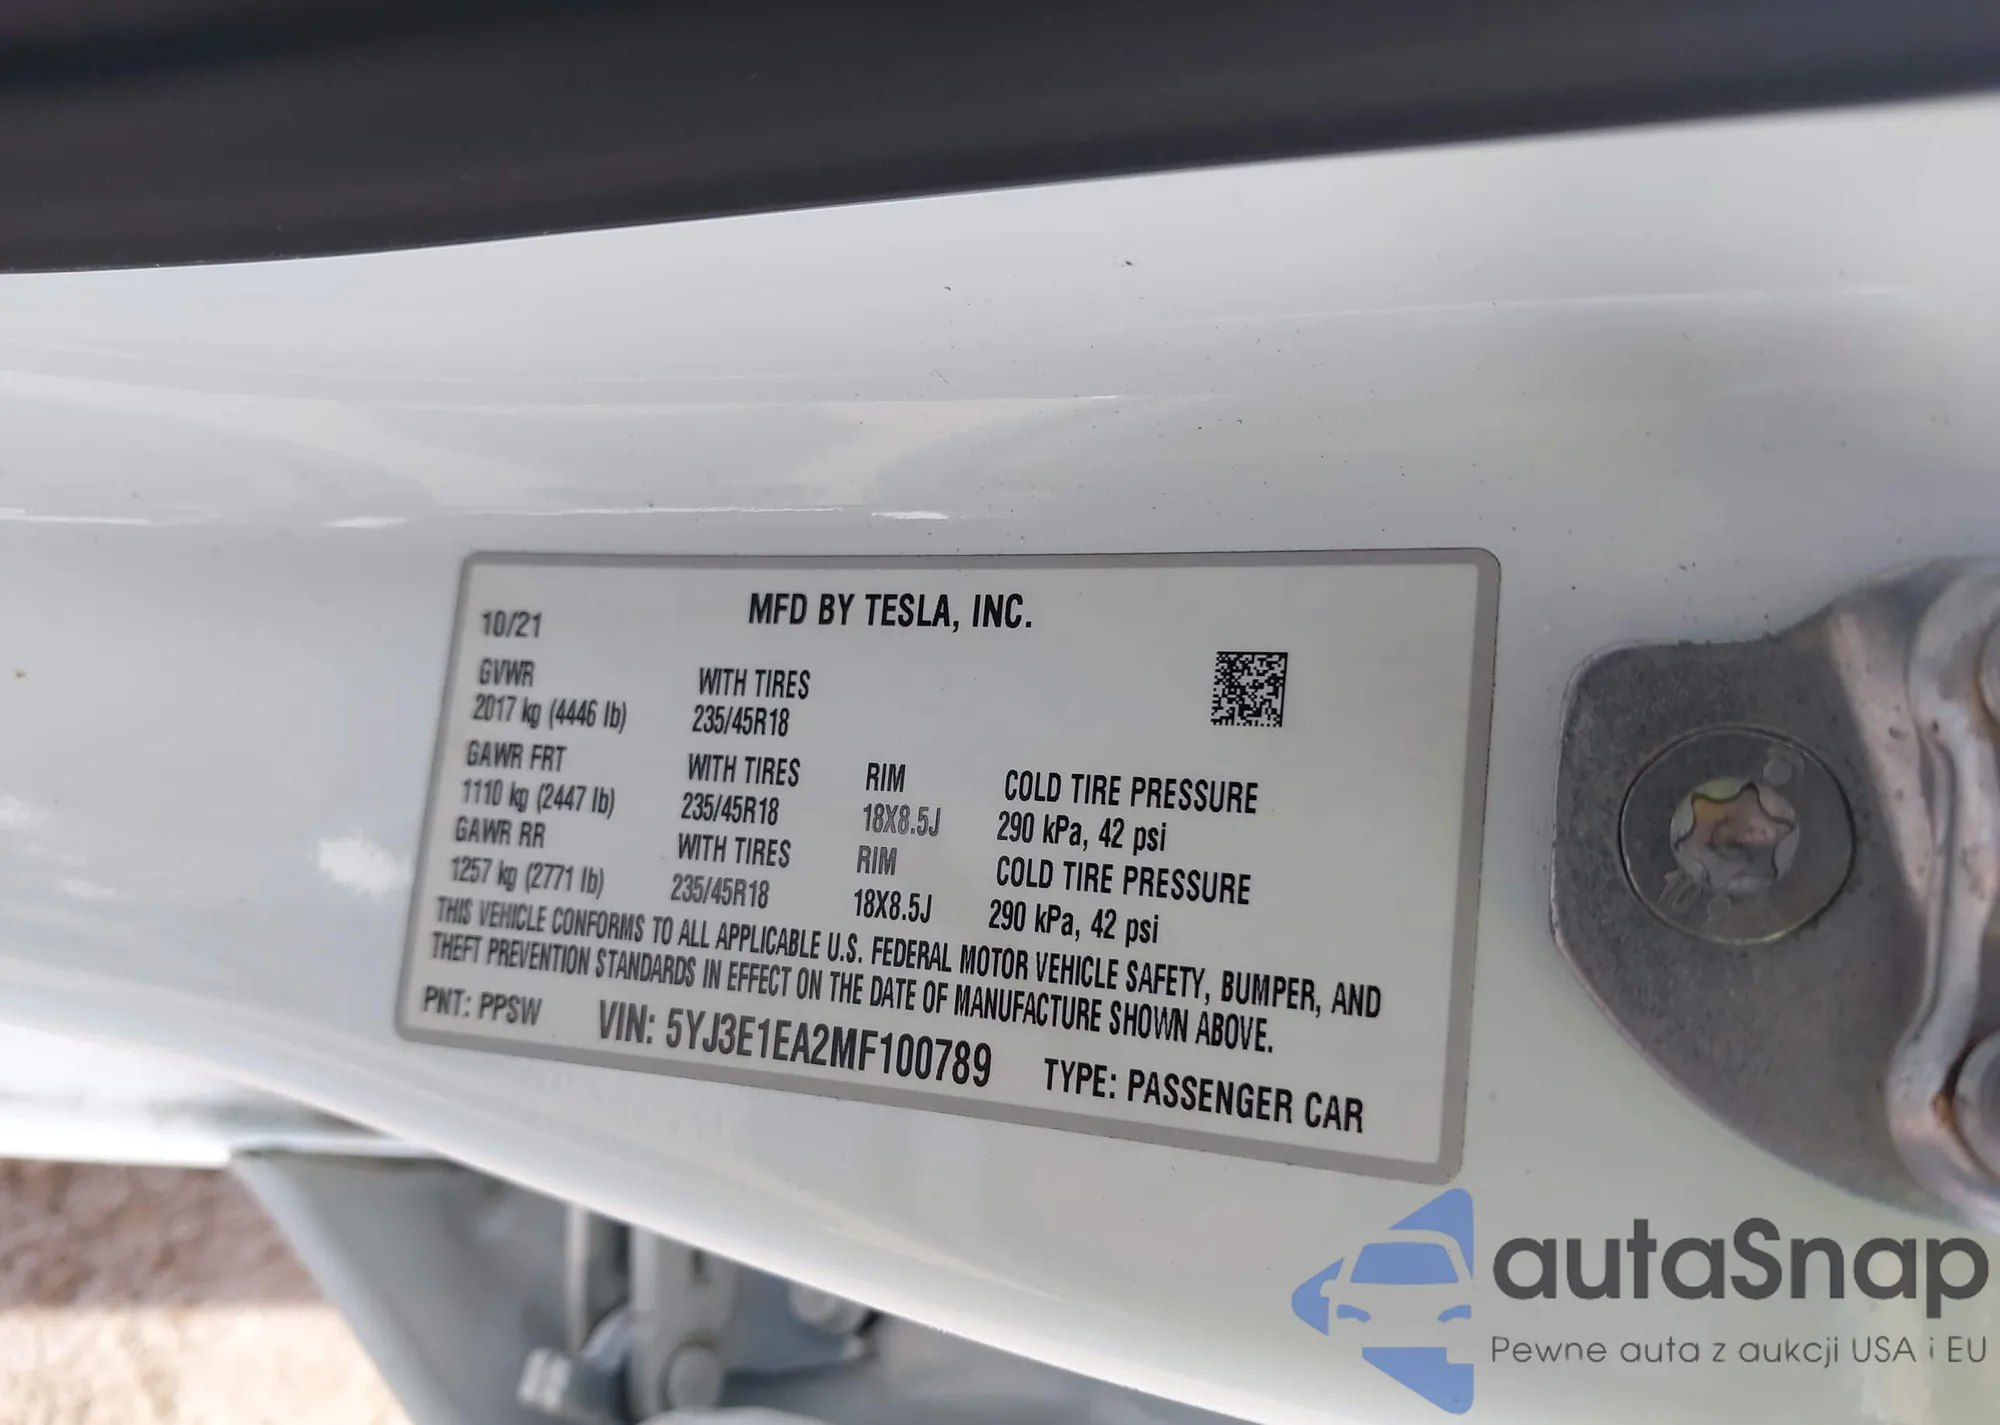 MFD BY TESLA, INC.
10/21
GVWR WITH TIRES
2017 kg (4446 lb) 235/45R18
GAWR FRT WITH TIRES RIM COLD TIRE PRESSURE
1110 kg (2447 lb) 235/45R18 18X8.5J 290 kPa, 42 psi
GAWR RR WITH TIRES RIM COLD TIRE PRESSURE
1257 kg (2771 lb) 235/45R18 18X8.5J 290 kPa, 42 psi
THIS VEHICLE CONFORMS TO ALL APPLICABLE U.S. FEDERAL MOTOR VEHICLE SAFETY, BUMPER, AND
THEFT PREVENTION STANDARDS IN EFFECT ON THE DATE OF MANUFACTURE SHOWN ABOVE.
PNT: PPSW VIN: 5YJ3E1EA2MF100789 TYPE: PASSENGER CAR
autaSnap
Pewne auta z aukcji USA i EU